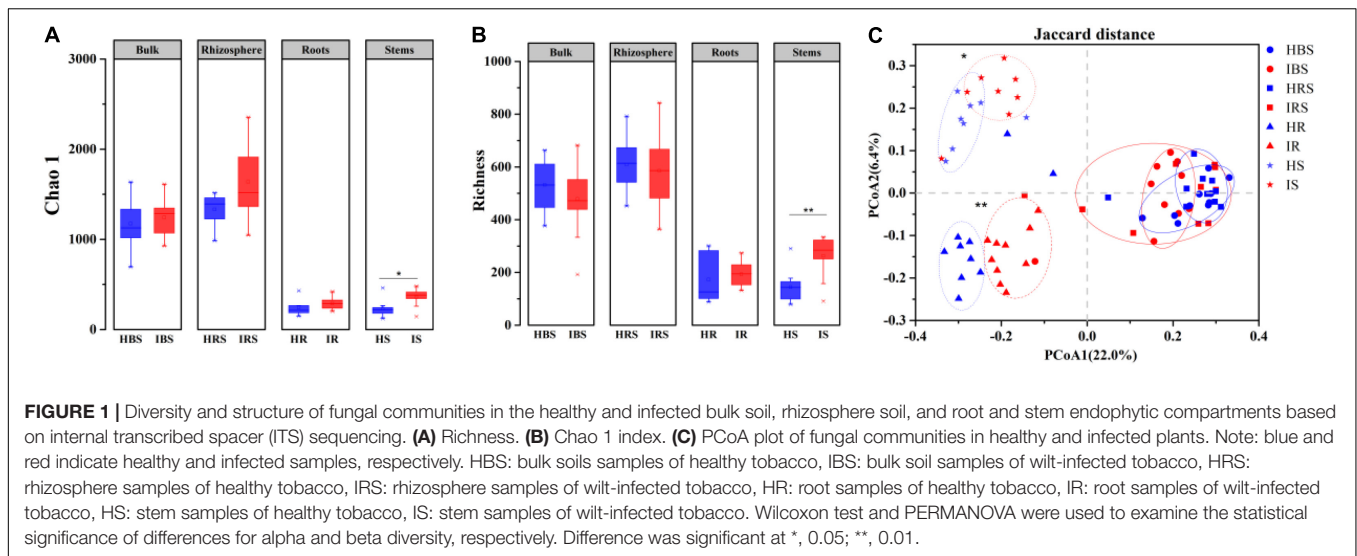 A
Bulk
Rhizosphere
Roots
Stems
3000
2000
1000
0
Chao 1
*
HBS IBS HRS IRS HR IR HS IS
B
Bulk
Rhizosphere
Roots
Stems
1000
800
600
400
200
0
Richness
**
HBS IBS HRS IRS HR IR HS IS
C
Jaccard distance
0.3
0.2
0.1
0.0
-0.1
-0.2
-0.3
PCoA2(6.4%)
*
**
-0.4 -0.2 0.0 0.2 0.4
PCoA1(22.0%)
HBS
IBS
HRS
IRS
HR
IR
HS
IS
FIGURE 1 | Diversity and structure of fungal communities in the healthy and infected bulk soil, rhizosphere soil, and root and stem endophytic compartments based
on internal transcribed spacer (ITS) sequencing. (A) Richness. (B) Chao 1 index. (C) PCoA plot of fungal communities in healthy and infected plants. Note: blue and
red indicate healthy and infected samples, respectively. HBS: bulk soils samples of healthy tobacco, IBS: bulk soil samples of wilt-infected tobacco, HRS:
rhizosphere samples of healthy tobacco, IRS: rhizosphere samples of wilt-infected tobacco, HR: root samples of healthy tobacco, IR: root samples of wilt-infected
tobacco, HS: stem samples of healthy tobacco, IS: stem samples of wilt-infected tobacco. Wilcoxon test and PERMANOVA were used to examine the statistical
significance of differences for alpha and beta diversity, respectively. Difference was significant at *, 0.05; **, 0.01.